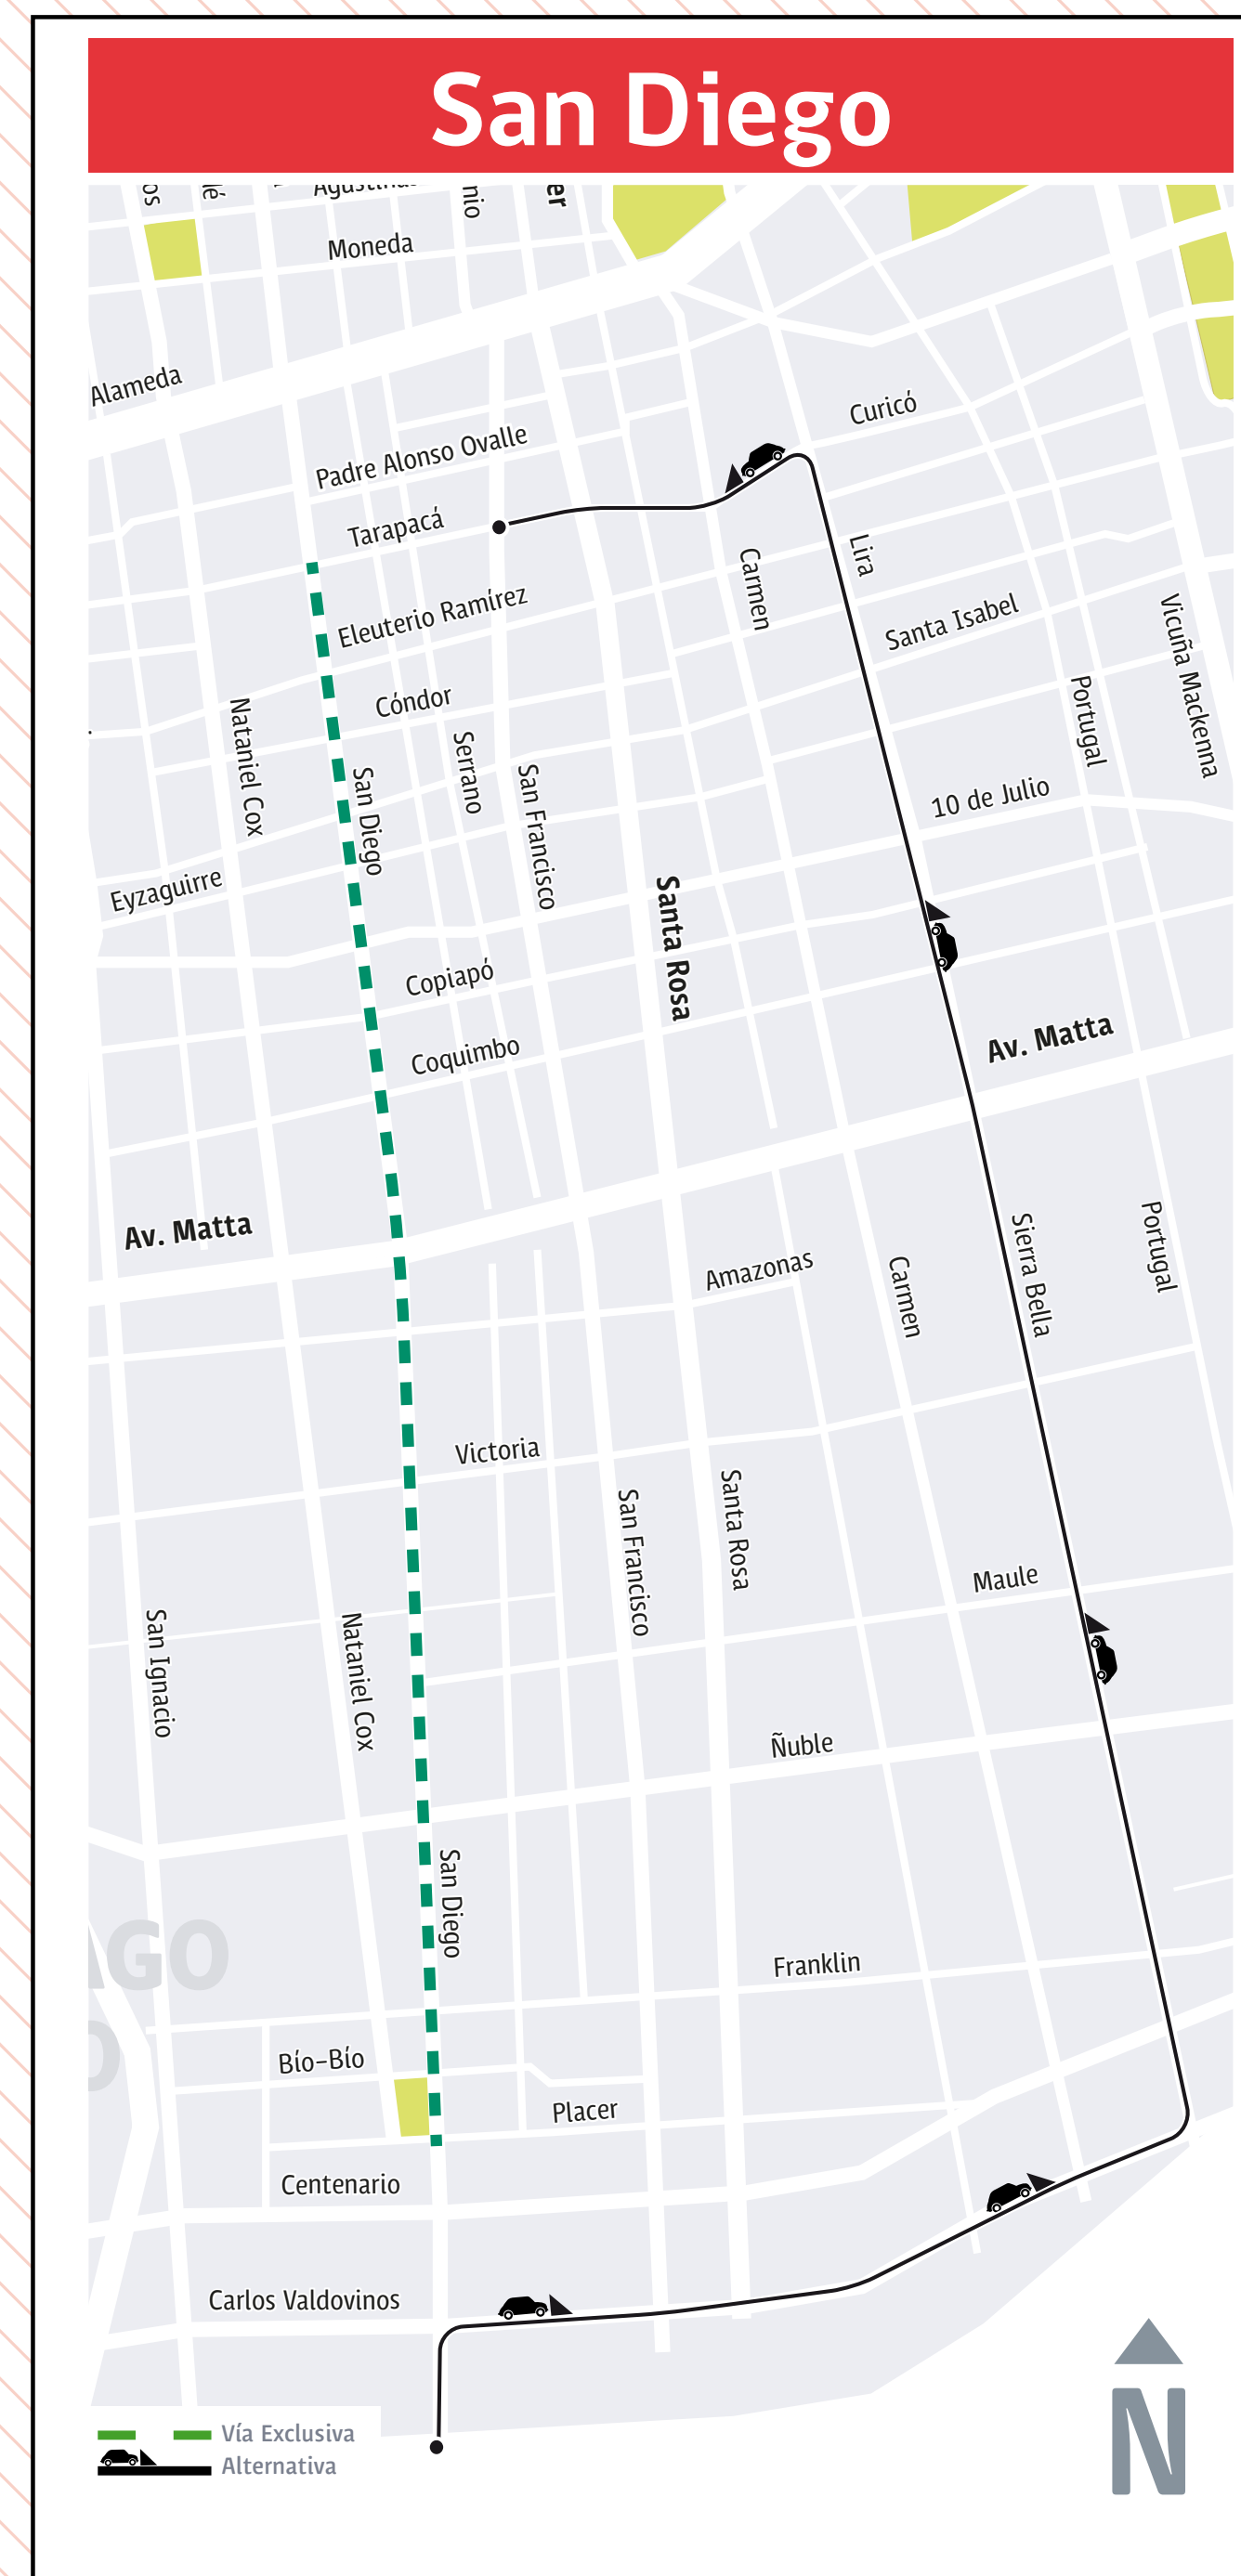 San Diego
Moneda
Alameda
Curicó
Padre Alonso Ovalle
Tarapacá
Lira
Carmen
Eleuterio Ramírez
Santa Isabel
Vicuña Mackenna
Portugal
Cóndor
Nataniel Cox
Serrano
San Francisco
San Diego
10 de Julio
Eyzaguirre
Santa Rosa
Copiapó
Coquimbo
Av. Matta
Av. Matta
Amazonas
Carmen
Sierra Bella
Portugal
Victoria
San Francisco
Santa Rosa
Maule
San Ignacio
Nataniel Cox
Ñuble
San Diego
AGO
Franklin
Bío-Bío
Placer
Centenario
Carlos Valdovinos
N
Vía Exclusiva
Alternativa